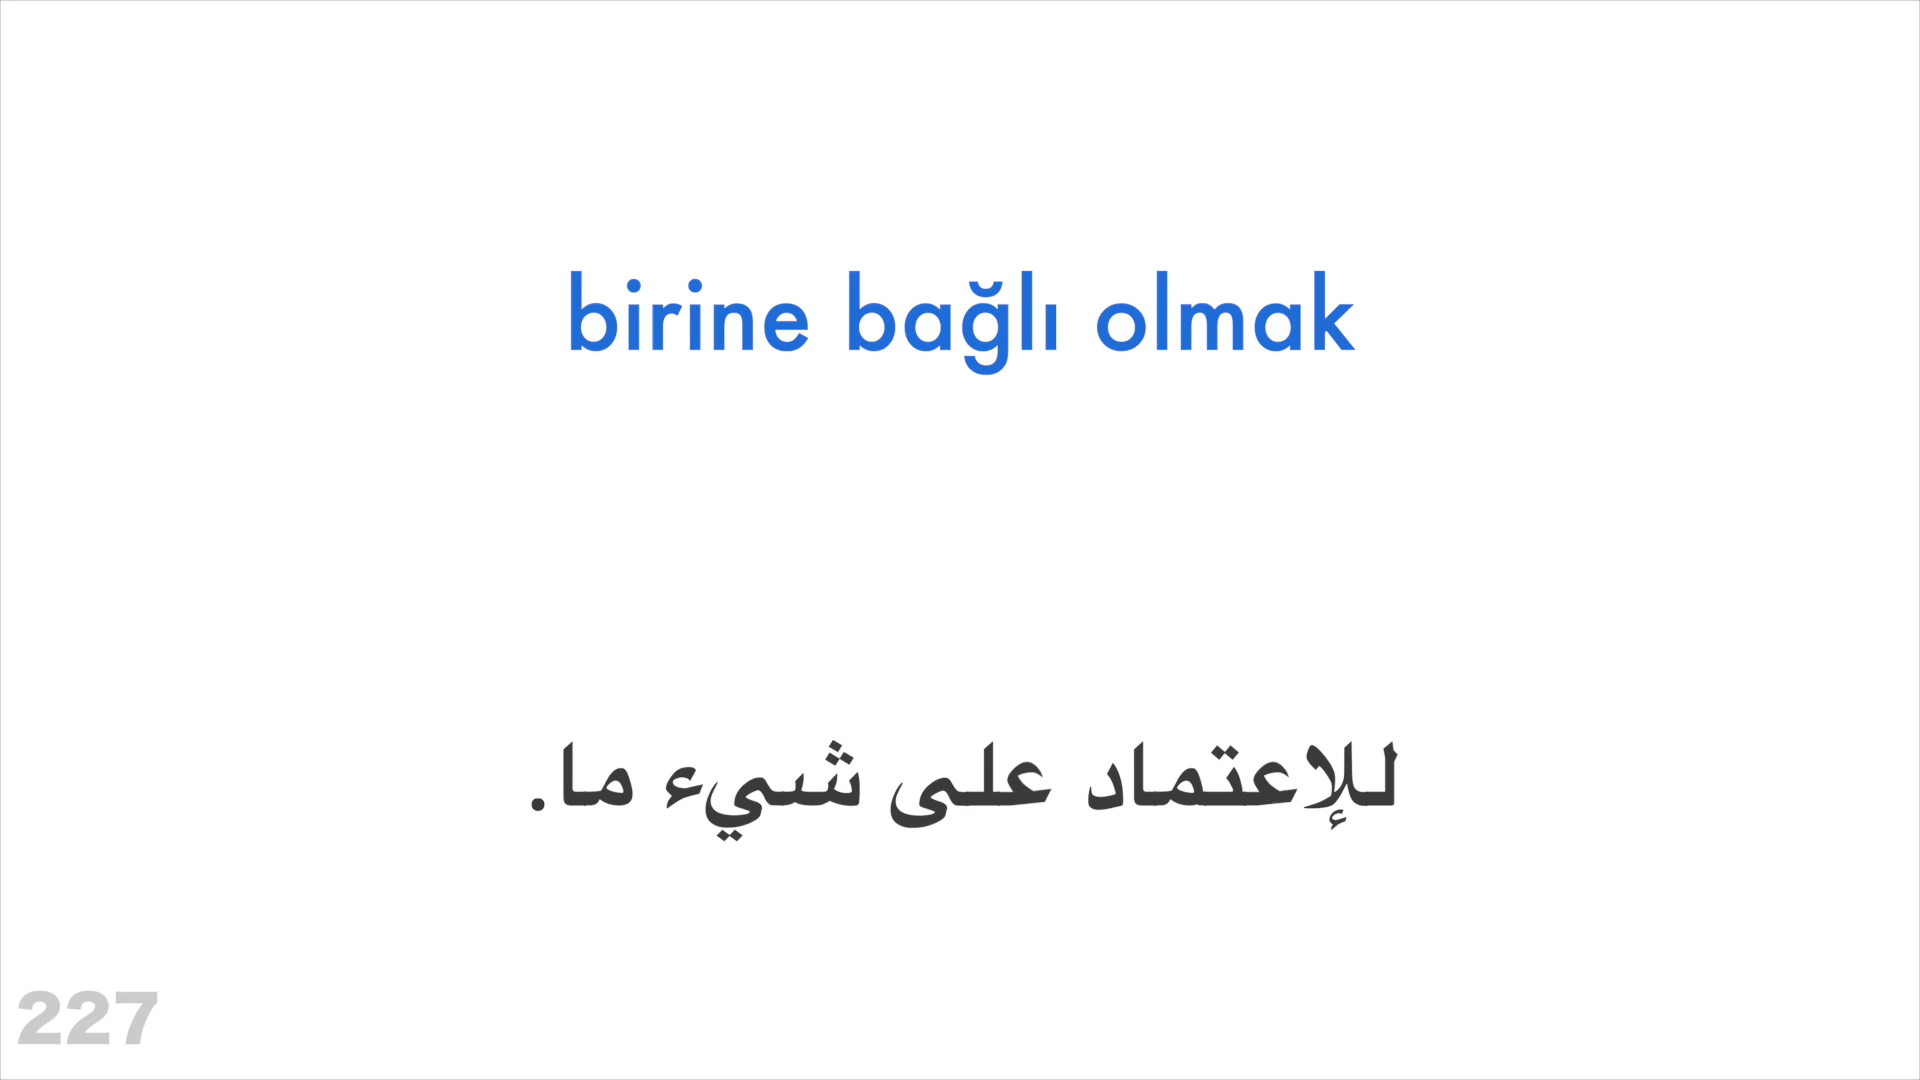 birine bağlı olmak
للإعتماد على شيء ما.
227